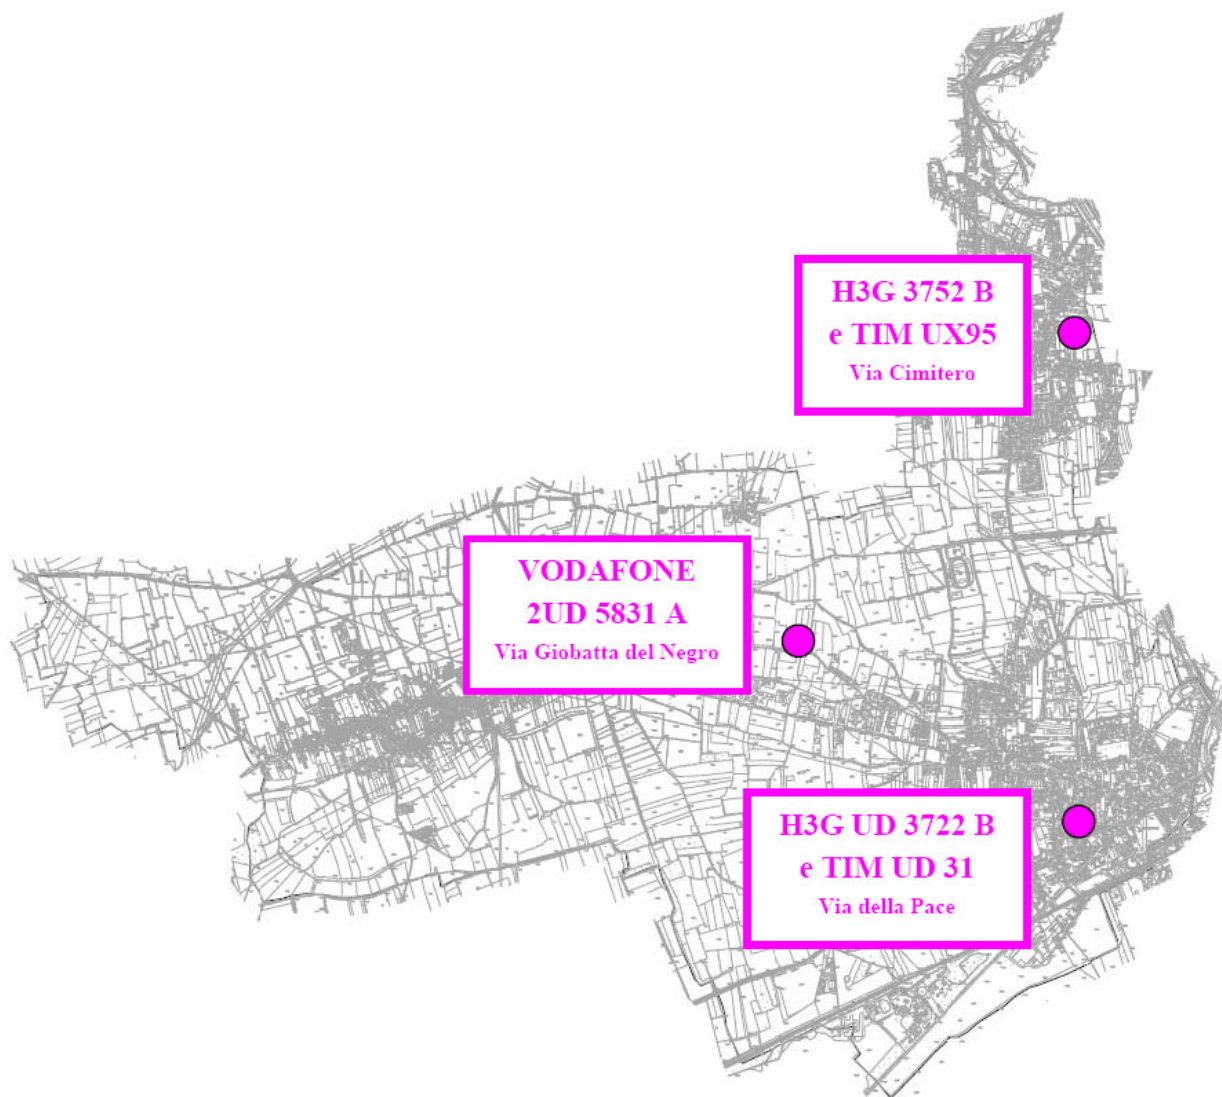 H3G 3752 B
e TIM UX95
Via Cimitero
VODAFONE
2UD 5831 A
Via Giobatta del Negro
H3G UD 3722 B
e TIM UD 31
Via della Pace